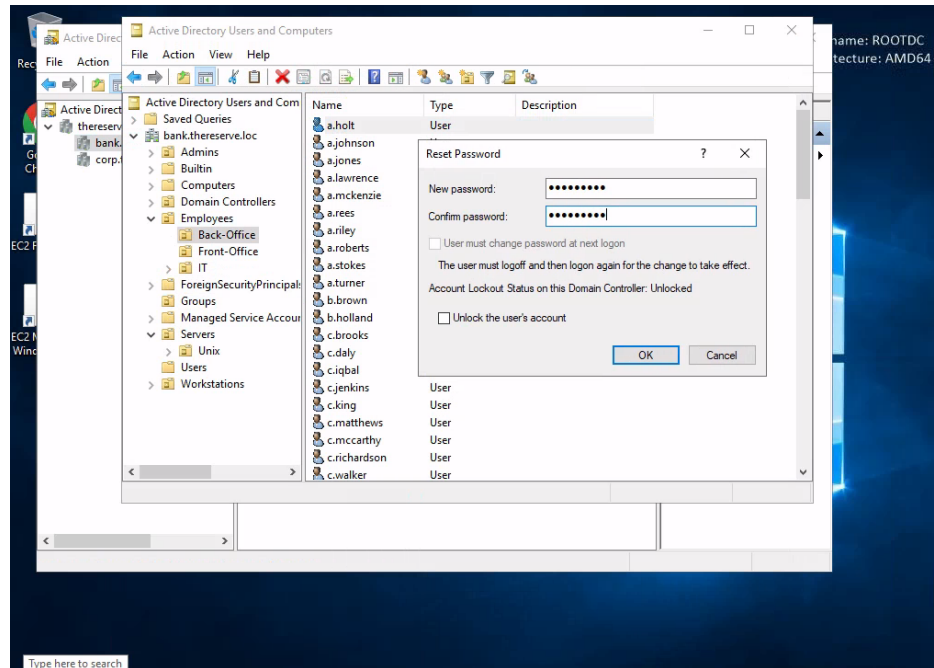 Active Direc
Active Directory Users and Computers
name: ROOTDC
tecture: AMD64
Rec
File Action
File Action View Help
Active Direct
thereserv
bank.
corp.t
Active Directory Users and Com
Saved Queries
bank.thereserve.loc
Admins
Builtin
Computers
Domain Controllers
Employees
Back-Office
Front-Office
IT
ForeignSecurityPrincipals
Groups
Managed Service Accour
Servers
Unix
Users
Workstations
Name Type Description
a.holt User
a.johnson
a.jones
a.lawrence
a.mckenzie
a.rees
a.riley
a.roberts
a.stokes
a.turner
b.brown
b.holland
c.brooks
c.daly
c.iqbal
c.jenkins User
c.king User
c.matthews User
c.mccarthy User
c.richardson User
c.walker User
Reset Password
New password: •••••••••
Confirm password: •••••••••
User must change password at next logon
The user must logoff and then logon again for the change to take effect.
Account Lockout Status on this Domain Controller: Unlocked
Unlock the user's account
OK Cancel
Go
Ch
EC2 F
EC2 M
Wind
Type here to search